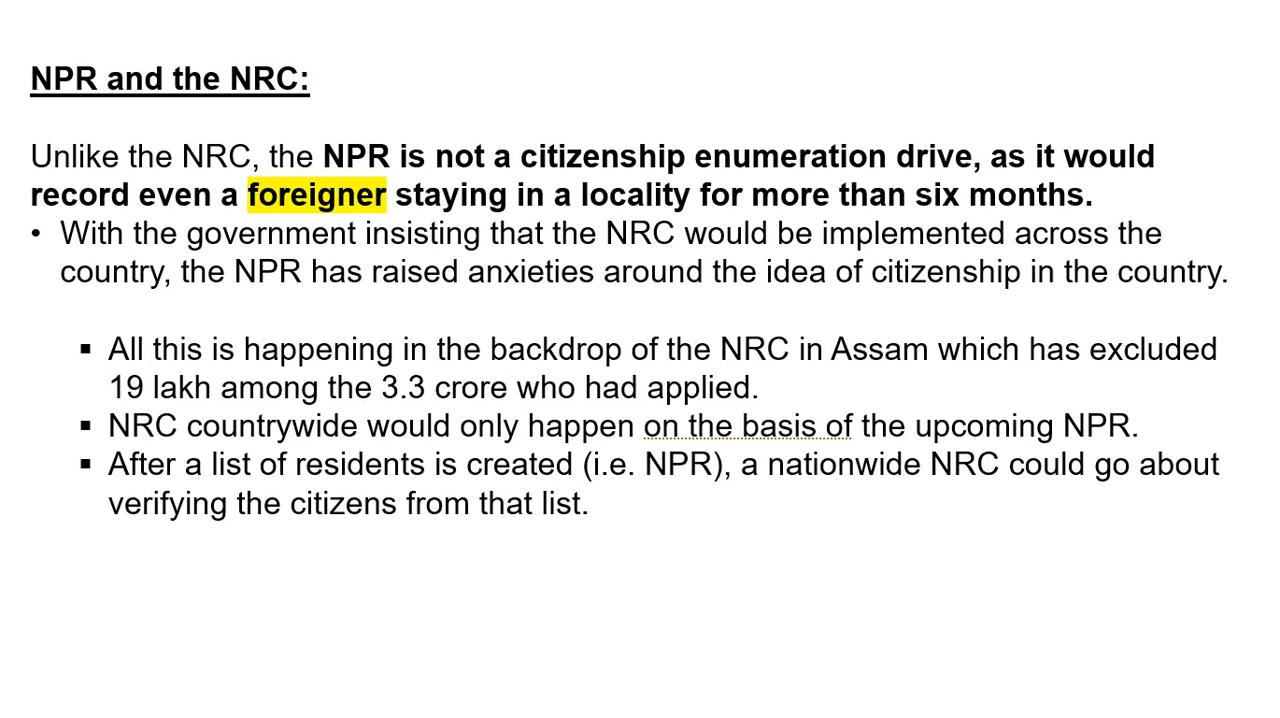 NPR and the NRC:
Unlike the NRC, the NPR is not a citizenship enumeration drive, as it would
record even a foreigner staying in a locality for more than six months.
• With the government insisting that the NRC would be implemented across the
country, the NPR has raised anxieties around the idea of citizenship in the country.
▪ All this is happening in the backdrop of the NRC in Assam which has excluded
19 lakh among the 3.3 crore who had applied.
▪ NRC countrywide would only happen on the basis of the upcoming NPR.
▪ After a list of residents is created (i.e. NPR), a nationwide NRC could go about
verifying the citizens from that list.